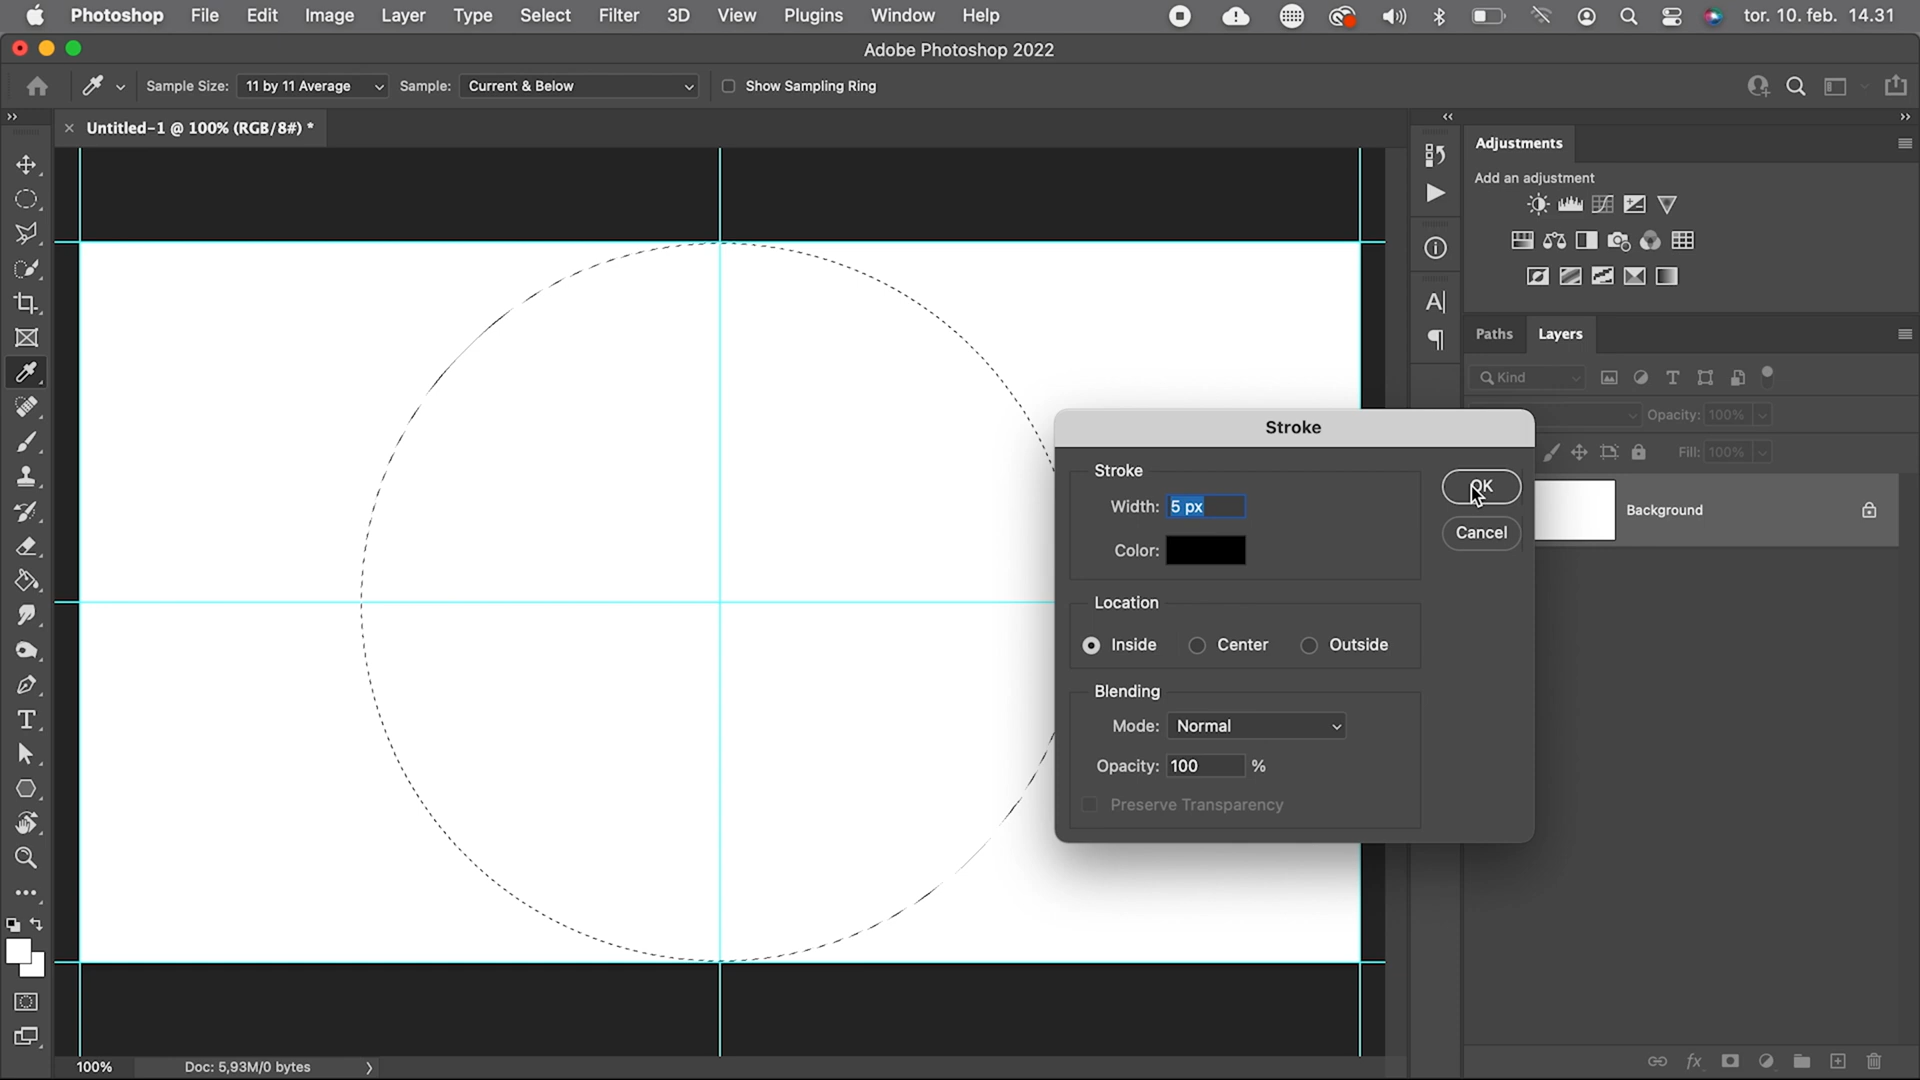 Photoshop File Edit Image Layer Type Select Filter 3D View Plugins Window Help tor. 10. feb. 14.31
Adobe Photoshop 2022
Sample Size: 11 by 11 Average Sample: Current & Below Show Sampling Ring
Untitled-1 @ 100% (RGB/8#) *
Adjustments
Add an adjustment
Paths Layers
Kind
Opacity: 100%
Fill: 100%
Background
Stroke
Stroke
Width: 5 px
Color:
OK
Cancel
Location
Inside Center Outside
Blending
Mode: Normal
Opacity: 100 %
Preserve Transparency
100% Doc: 5,93M/0 bytes